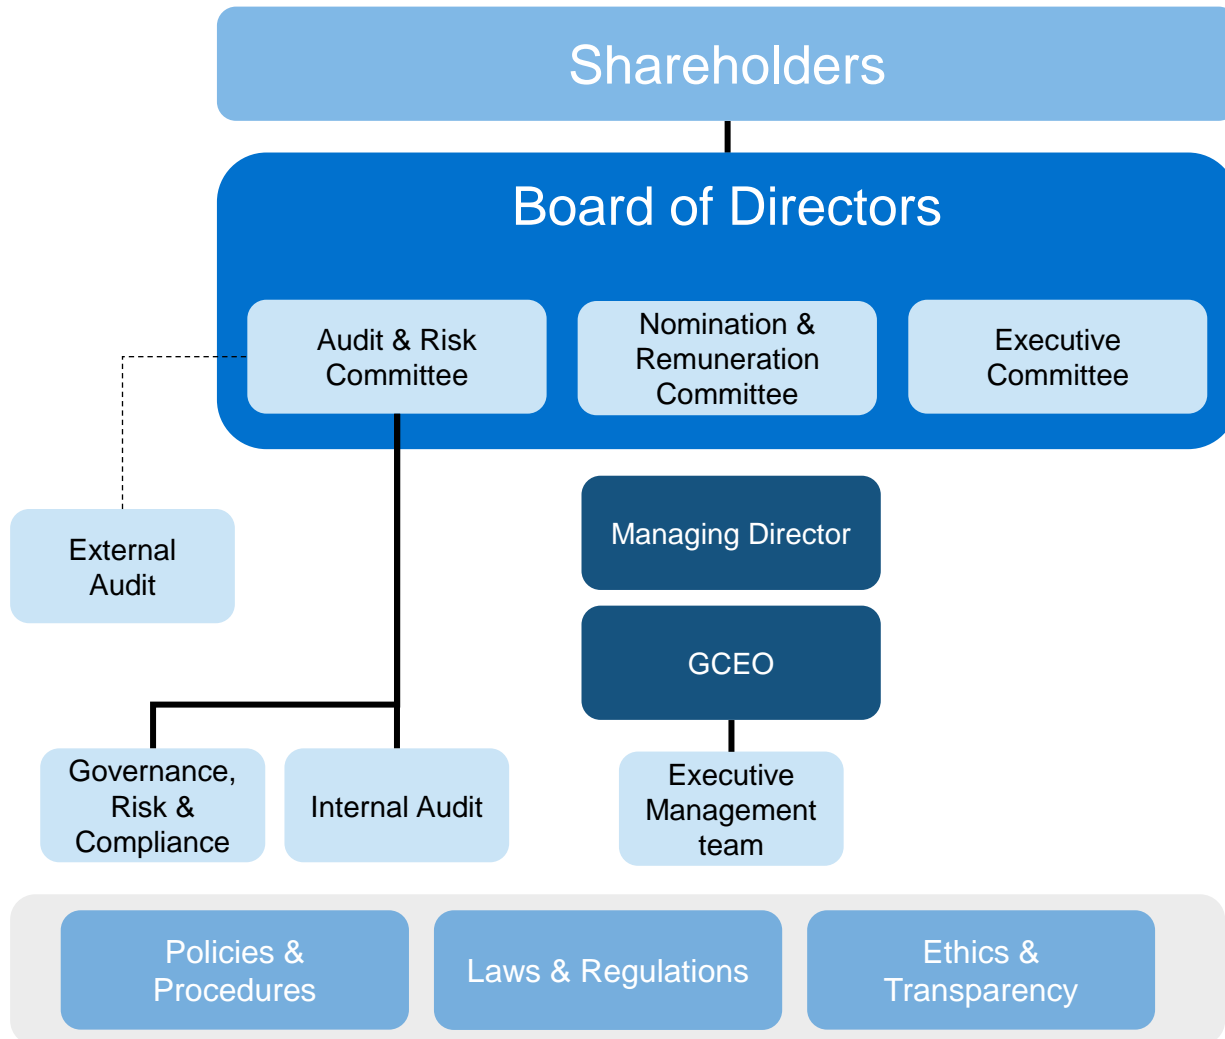 Shareholders
Board of Directors
Audit & Risk
Committee
Nomination &
Remuneration
Committee
Executive
Committee
Managing Director
External
Audit
GCEO
Governance,
Risk &
Compliance
Internal Audit
Executive
Management
team
Policies &
Procedures
Laws & Regulations
Ethics &
Transparency